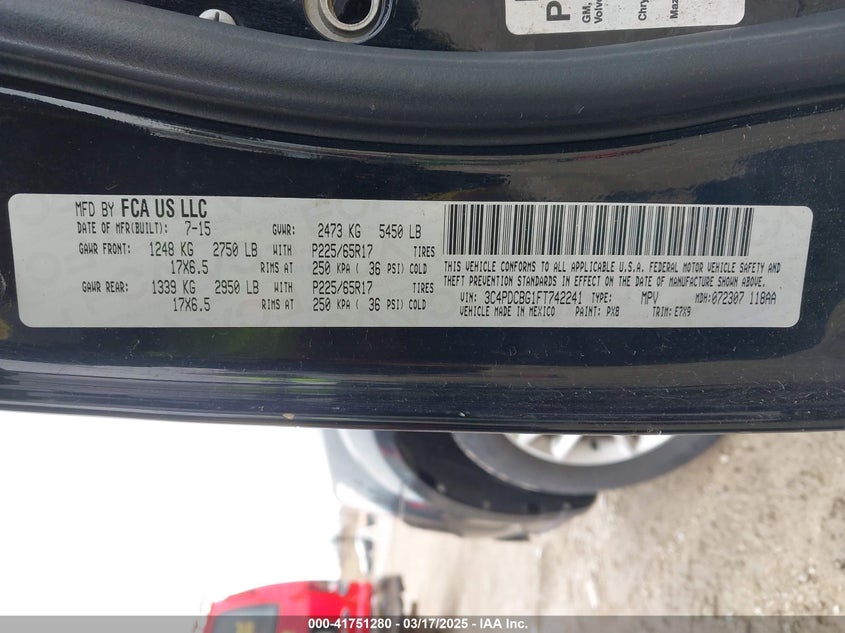 P
GM,
Volvo
Chry
Maz
MFD BY FCA US LLC
DATE OF MFR(BUILT): 7-15 GVWR: 2473 KG 5450 LB
GAWR FRONT: 1248 KG 2750 LB WITH P225/65R17 TIRES
17X6.5 RIMS AT 250 KPA ( 36 PSI) COLD
GAWR REAR: 1339 KG 2950 LB WITH P225/65R17 TIRES
17X6.5 RIMS AT 250 KPA ( 36 PSI) COLD
THIS VEHICLE CONFORMS TO ALL APPLICABLE U.S.A. FEDERAL MOTOR VEHICLE SAFETY AND
THEFT PREVENTION STANDARDS IN EFFECT ON THE DATE OF MANUFACTURE SHOWN ABOVE.
VIN: 3C4PDCBG1FT742241 TYPE: MPV MDH:072307 118AA
VEHICLE MADE IN MEXICO PAINT: PX8 TRIM: E7X9
000-41751280 - 03/17/2025 - IAA Inc.